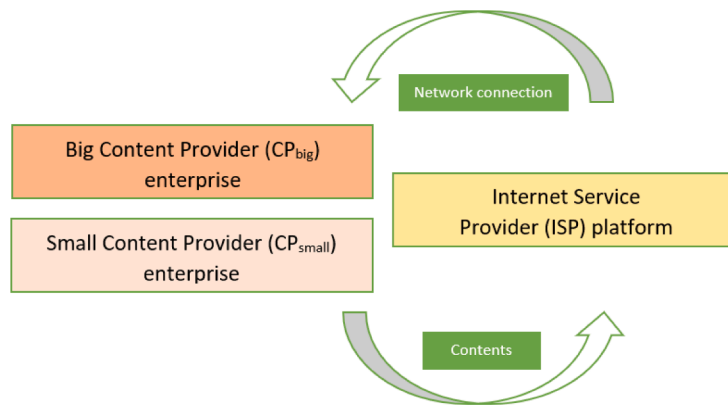 Network connection
Big Content Provider (CPbig)
enterprise
Internet Service
Provider (ISP) platform
Small Content Provider (CPsmall)
enterprise
Contents